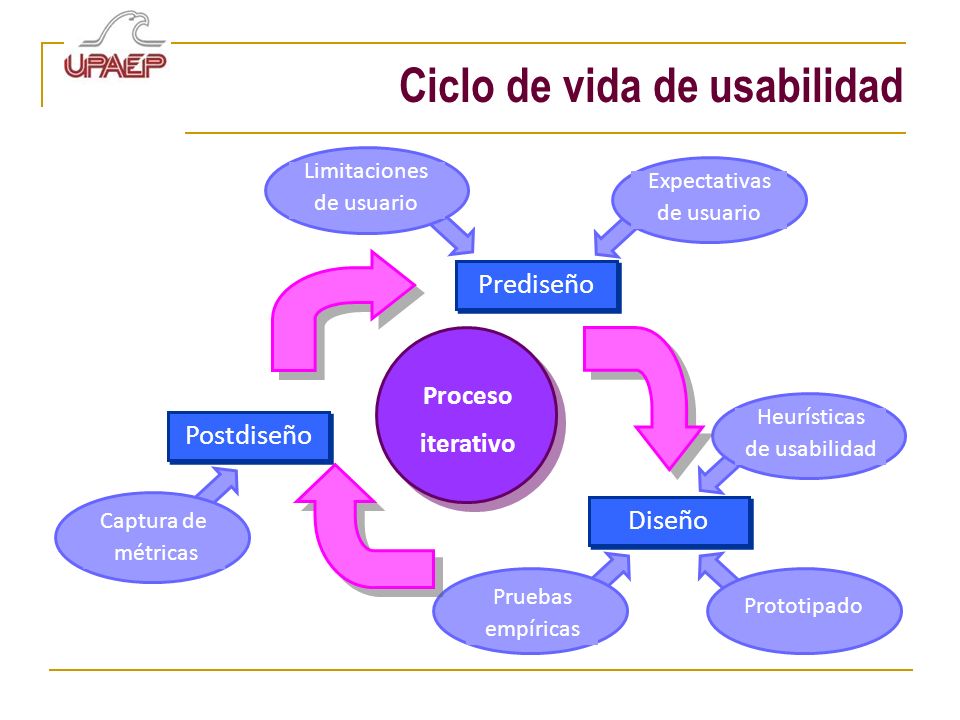 UPAEP
Ciclo de vida de usabilidad
Limitaciones
de usuario
Expectativas
de usuario
Prediseño
Proceso
iterativo
Heurísticas
de usabilidad
Postdiseño
Diseño
Captura de
métricas
Pruebas
empíricas
Prototipado